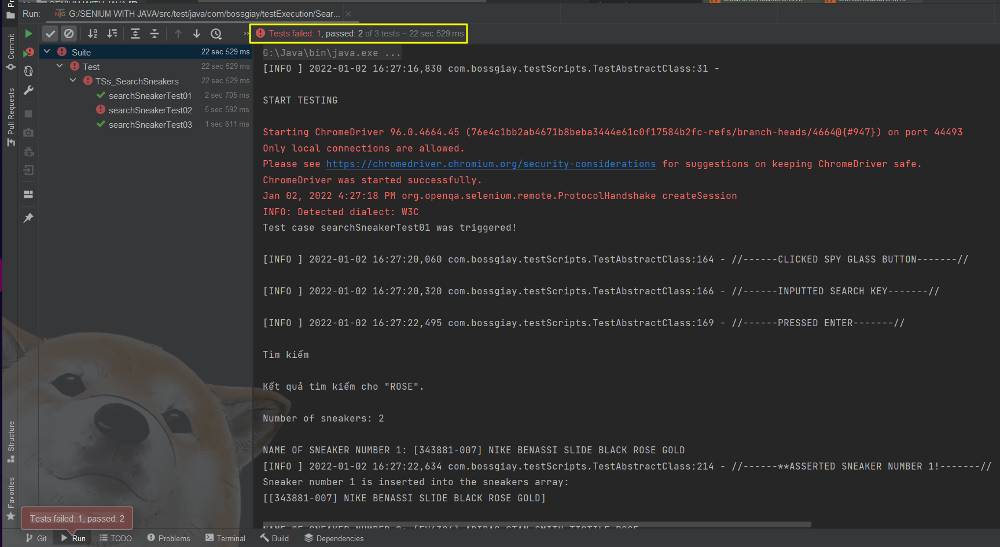 Run: G:/SENIUM WITH JAVA/src/test/java/com/bossgiay/testExecution/Sear...
Commit
Pull Requests
Structure
Favorites
Tests failed: 1, passed: 2 of 3 tests – 22 sec 529 ms
Suite 22 sec 529 ms
Test 22 sec 529 ms
TSs_SearchSneakers 22 sec 529 ms
searchSneakerTest01 2 sec 705 ms
searchSneakerTest02 5 sec 592 ms
searchSneakerTest03 1 sec 611 ms
G:\Java\bin\java.exe ...
[INFO ] 2022-01-02 16:27:16,830 com.bossgiay.testScripts.TestAbstractClass:31 -
START TESTING
Starting ChromeDriver 96.0.4664.45 (76e4c1bb2ab4671b8beba3444e61c0f17584b2fc-refs/branch-heads/4664@{#947}) on port 44493
Only local connections are allowed.
Please see https://chromedriver.chromium.org/security-considerations for suggestions on keeping ChromeDriver safe.
ChromeDriver was started successfully.
Jan 02, 2022 4:27:18 PM org.openqa.selenium.remote.ProtocolHandshake createSession
INFO: Detected dialect: W3C
Test case searchSneakerTest01 was triggered!
[INFO ] 2022-01-02 16:27:20,060 com.bossgiay.testScripts.TestAbstractClass:164 - //------CLICKED SPY GLASS BUTTON-------//
[INFO ] 2022-01-02 16:27:20,320 com.bossgiay.testScripts.TestAbstractClass:166 - //------INPUTTED SEARCH KEY-------//
[INFO ] 2022-01-02 16:27:22,495 com.bossgiay.testScripts.TestAbstractClass:169 - //------PRESSED ENTER-------//
Tìm kiếm
Kết quả tìm kiếm cho "ROSE".
Number of sneakers: 2
NAME OF SNEAKER NUMBER 1: [343881-007] NIKE BENASSI SLIDE BLACK ROSE GOLD
[INFO ] 2022-01-02 16:27:22,634 com.bossgiay.testScripts.TestAbstractClass:214 - //------**ASSERTED SNEAKER NUMBER 1!-------//
Sneaker number 1 is inserted into the sneakers array:
[[343881-007] NIKE BENASSI SLIDE BLACK ROSE GOLD]
Tests failed: 1, passed: 2
Git Run TODO Problems Terminal Build Dependencies